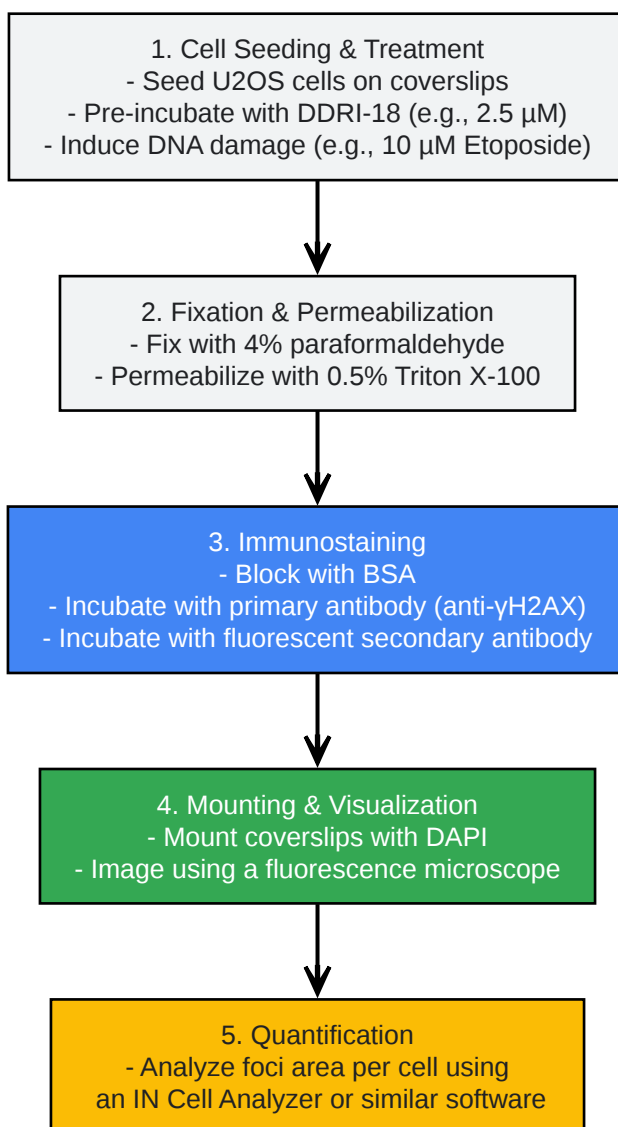 1. Cell Seeding & Treatment
- Seed U2OS cells on coverslips
- Pre-incubate with DDRI-18 (e.g., 2.5 µM)
- Induce DNA damage (e.g., 10 µM Etoposide)
2. Fixation & Permeabilization
- Fix with 4% paraformaldehyde
- Permeabilize with 0.5% Triton X-100
3. Immunostaining
- Block with BSA
- Incubate with primary antibody (anti-γH2AX)
- Incubate with fluorescent secondary antibody
4. Mounting & Visualization
- Mount coverslips with DAPI
- Image using a fluorescence microscope
5. Quantification
- Analyze foci area per cell using
an IN Cell Analyzer or similar software